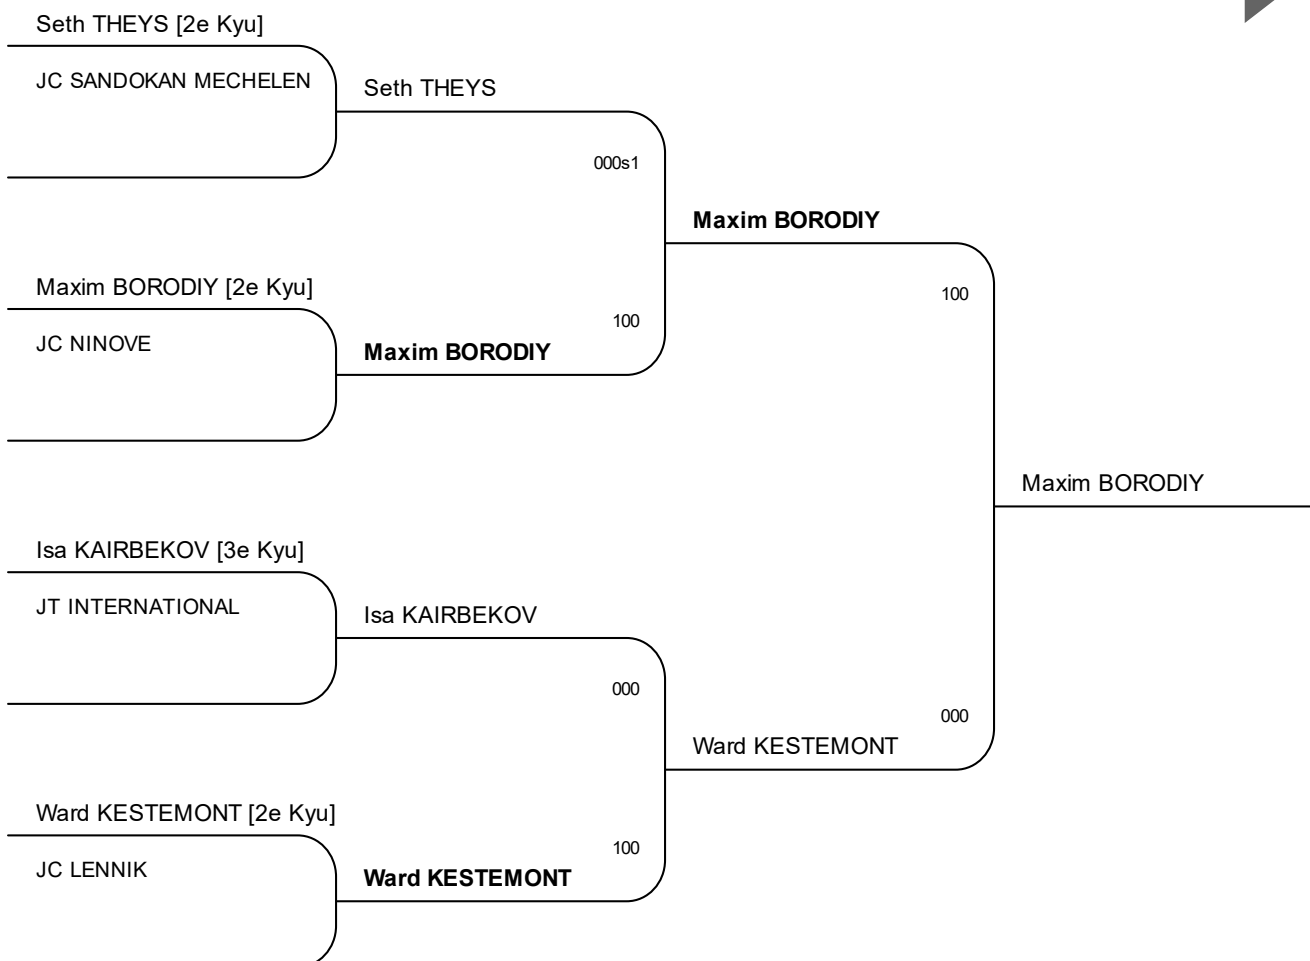 Seth THEYS [2e Kyu]
JC SANDOKAN MECHELEN
Seth THEYS
000s1
Maxim BORODIY
Maxim BORODIY [2e Kyu]
100
100
JC NINOVE
Maxim BORODIY
Maxim BORODIY
Isa KAIRBEKOV [3e Kyu]
JT INTERNATIONAL
Isa KAIRBEKOV
000
000
Ward KESTEMONT
Ward KESTEMONT [2e Kyu]
100
JC LENNIK
Ward KESTEMONT